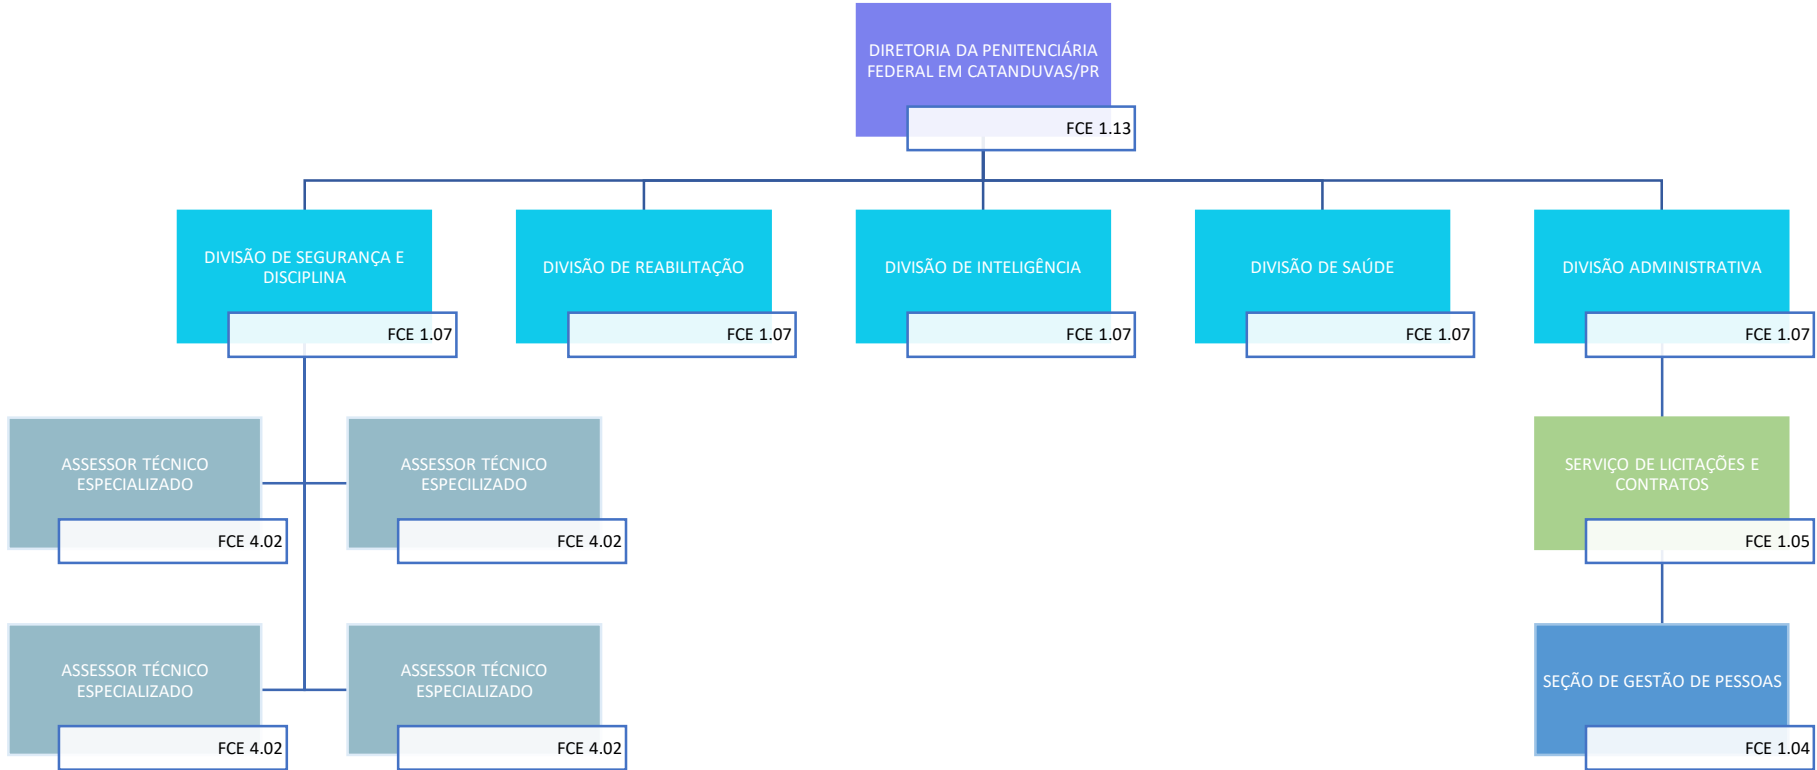 DIRETORIA DA PENITENCIÁRIA
FEDERAL EM CATANDUVAS/PR
FCE 1.13
DIVISÃO DE SEGURANÇA E
DISCIPLINA
FCE 1.07
DIVISÃO DE REABILITAÇÃO
FCE 1.07
DIVISÃO DE INTELIGÊNCIA
FCE 1.07
DIVISÃO DE SAÚDE
FCE 1.07
DIVISÃO ADMINISTRATIVA
FCE 1.07
ASSESSOR TÉCNICO
ESPECIALIZADO
FCE 4.02
ASSESSOR TÉCNICO
ESPECILIZADO
FCE 4.02
SERVIÇO DE LICITAÇÕES E
CONTRATOS
FCE 1.05
ASSESSOR TÉCNICO
ESPECIALIZADO
FCE 4.02
ASSESSOR TÉCNICO
ESPECIALIZADO
FCE 4.02
SEÇÃO DE GESTÃO DE PESSOAS
FCE 1.04